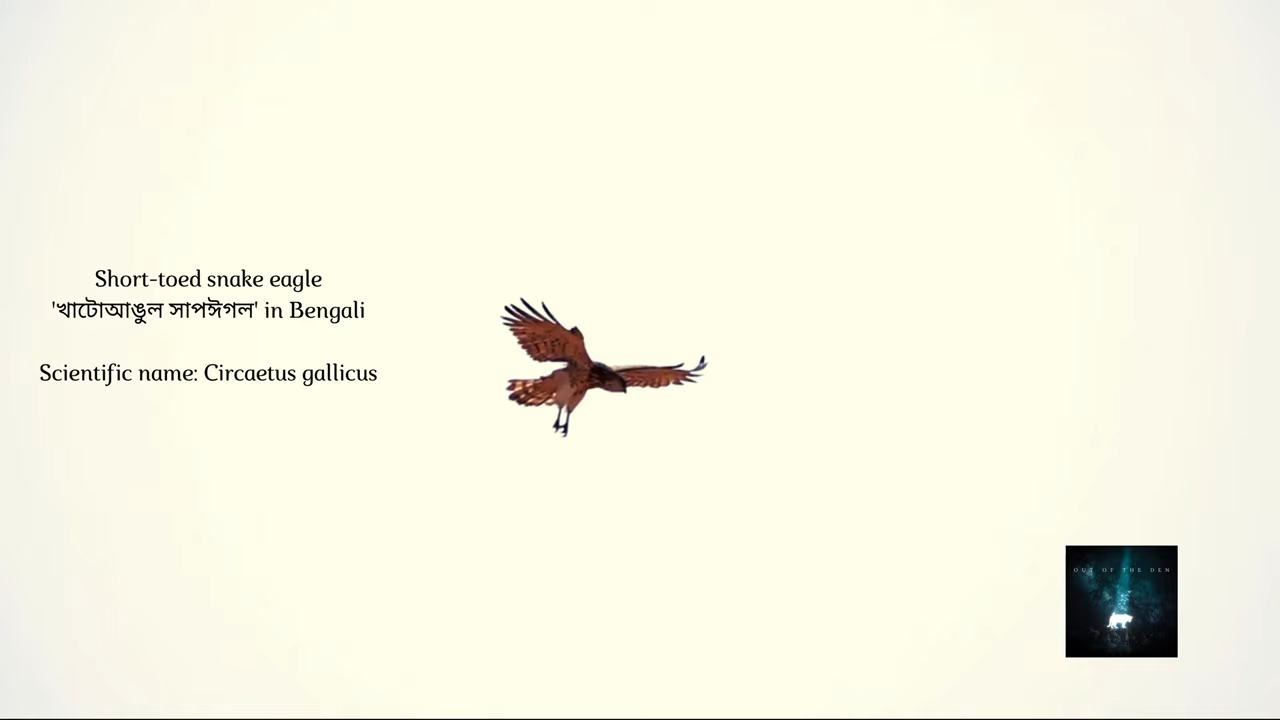 Short-toed snake eagle
'খাটোআঙুল সাপঈগল' in Bengali
Scientific name: Circaetus gallicus
OUT OF THE DEN